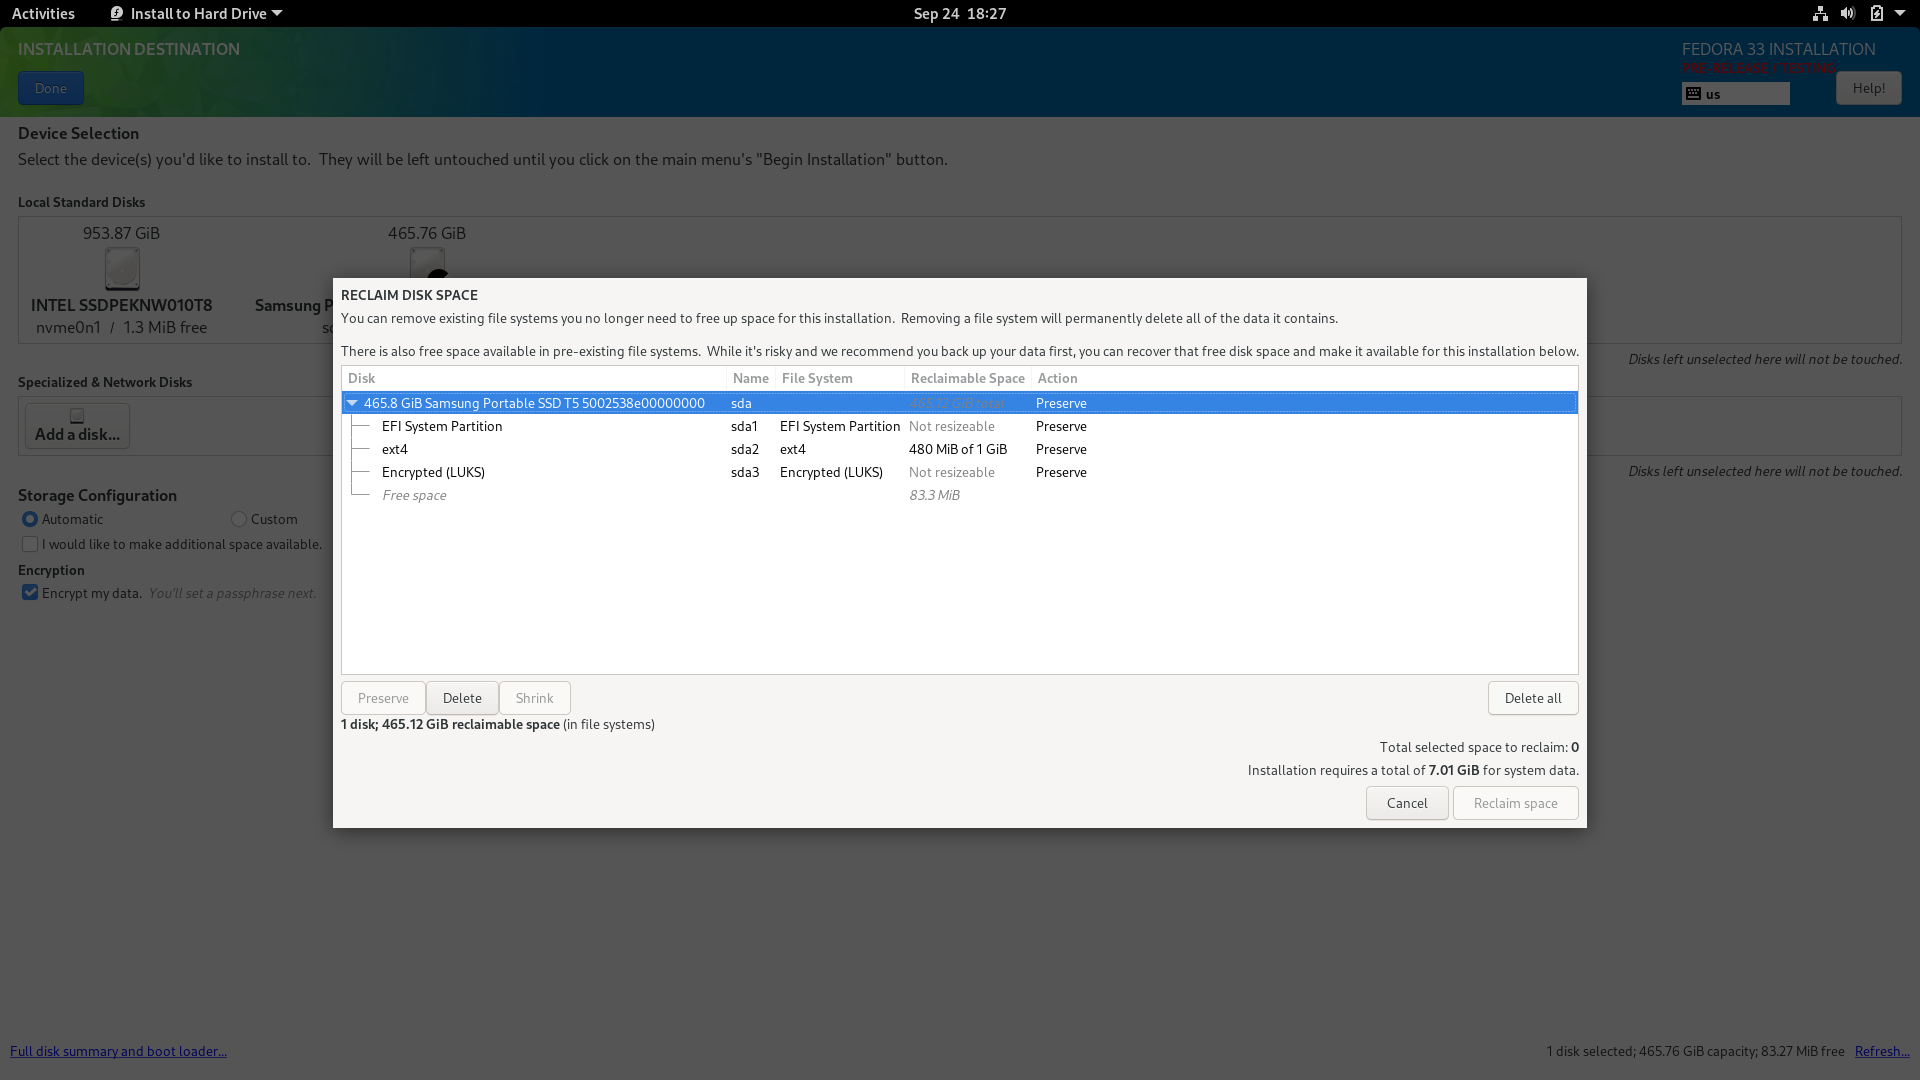 Activities Install to Hard Drive Sep 24 18:27
INSTALLATION DESTINATION
FEDORA 33 INSTALLATION
PRE-RELEASE / TESTING
Done
us
Help!
Device Selection
Select the device(s) you'd like to install to. They will be left untouched until you click on the main menu's "Begin Installation" button.
Local Standard Disks
953.87 GiB
INTEL SSDPEKNW010T8
nvme0n1 / 1.3 MiB free
465.76 GiB
Samsung
Disks left unselected here will not be touched.
Specialized & Network Disks
Add a disk...
Disks left unselected here will not be touched.
Storage Configuration
Automatic Custom
I would like to make additional space available.
Encryption
Encrypt my data. You'll set a passphrase next.
RECLAIM DISK SPACE
You can remove existing file systems you no longer need to free up space for this installation. Removing a file system will permanently delete all of the data it contains.
There is also free space available in pre-existing file systems. While it's risky and we recommend you back up your data first, you can recover that free disk space and make it available for this installation below.
Disk Name File System Reclaimable Space Action
465.8 GiB Samsung Portable SSD T5 5002538e00000000 sda Preserve
EFI System Partition sda1 EFI System Partition Not resizeable Preserve
ext4 sda2 ext4 480 MiB of 1 GiB Preserve
Encrypted (LUKS) sda3 Encrypted (LUKS) Not resizeable Preserve
Free space 83.3 MiB
Preserve Delete Shrink Delete all
1 disk; 465.12 GiB reclaimable space (in file systems)
Total selected space to reclaim: 0
Installation requires a total of 7.01 GiB for system data.
Cancel Reclaim space
Full disk summary and boot loader... 1 disk selected; 465.76 GiB capacity; 83.27 MiB free Refresh...